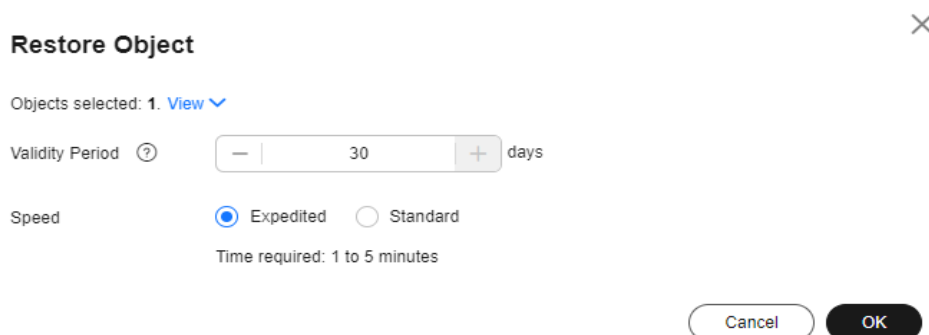 Restore Object
Objects selected: 1. View
Validity Period ? − 30 + days
Speed Expedited Standard
Time required: 1 to 5 minutes
Cancel OK